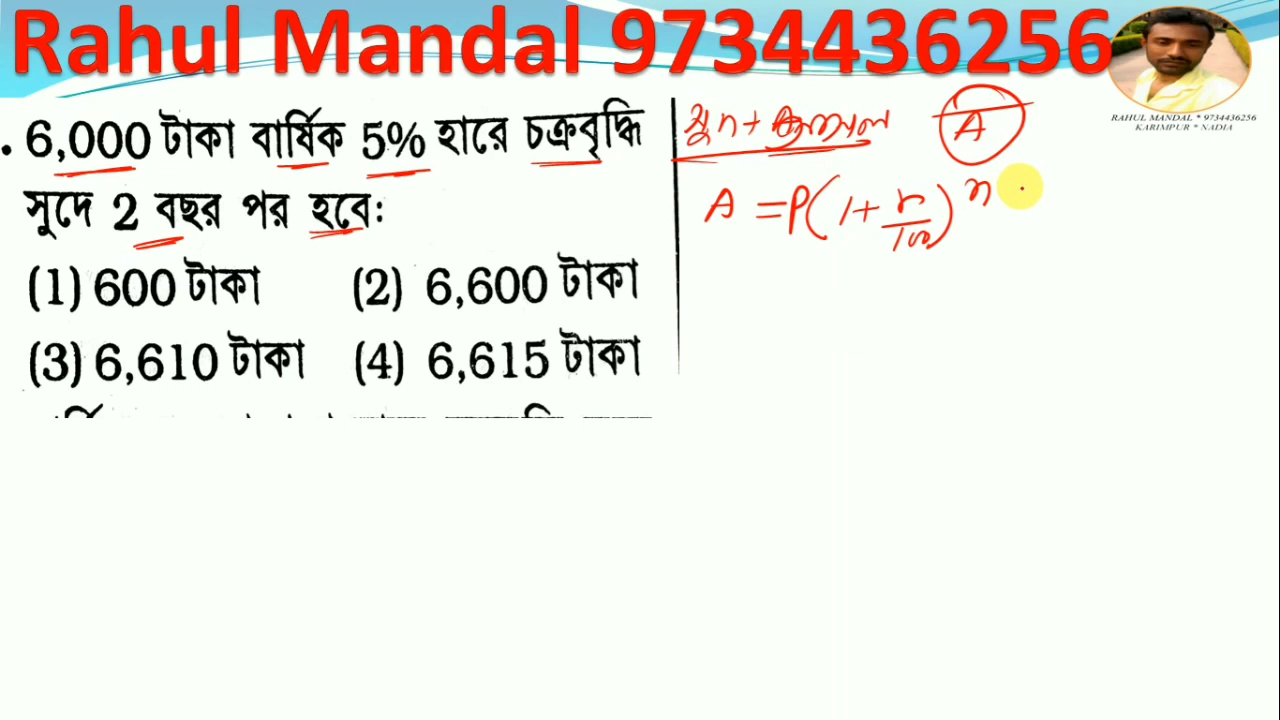 Rahul Mandal 9734436256
RAHUL MANDAL * 9734436256
KARIMPUR * NADIA
. 6,000 টাকা বার্ষিক 5% হারে চক্রবৃদ্ধি
সুদে 2 বছর পর হবে:
(1) 600 টাকা (2) 6,600 টাকা
(3) 6,610 টাকা (4) 6,615 টাকা
A
A = P(1 + r/100)^n